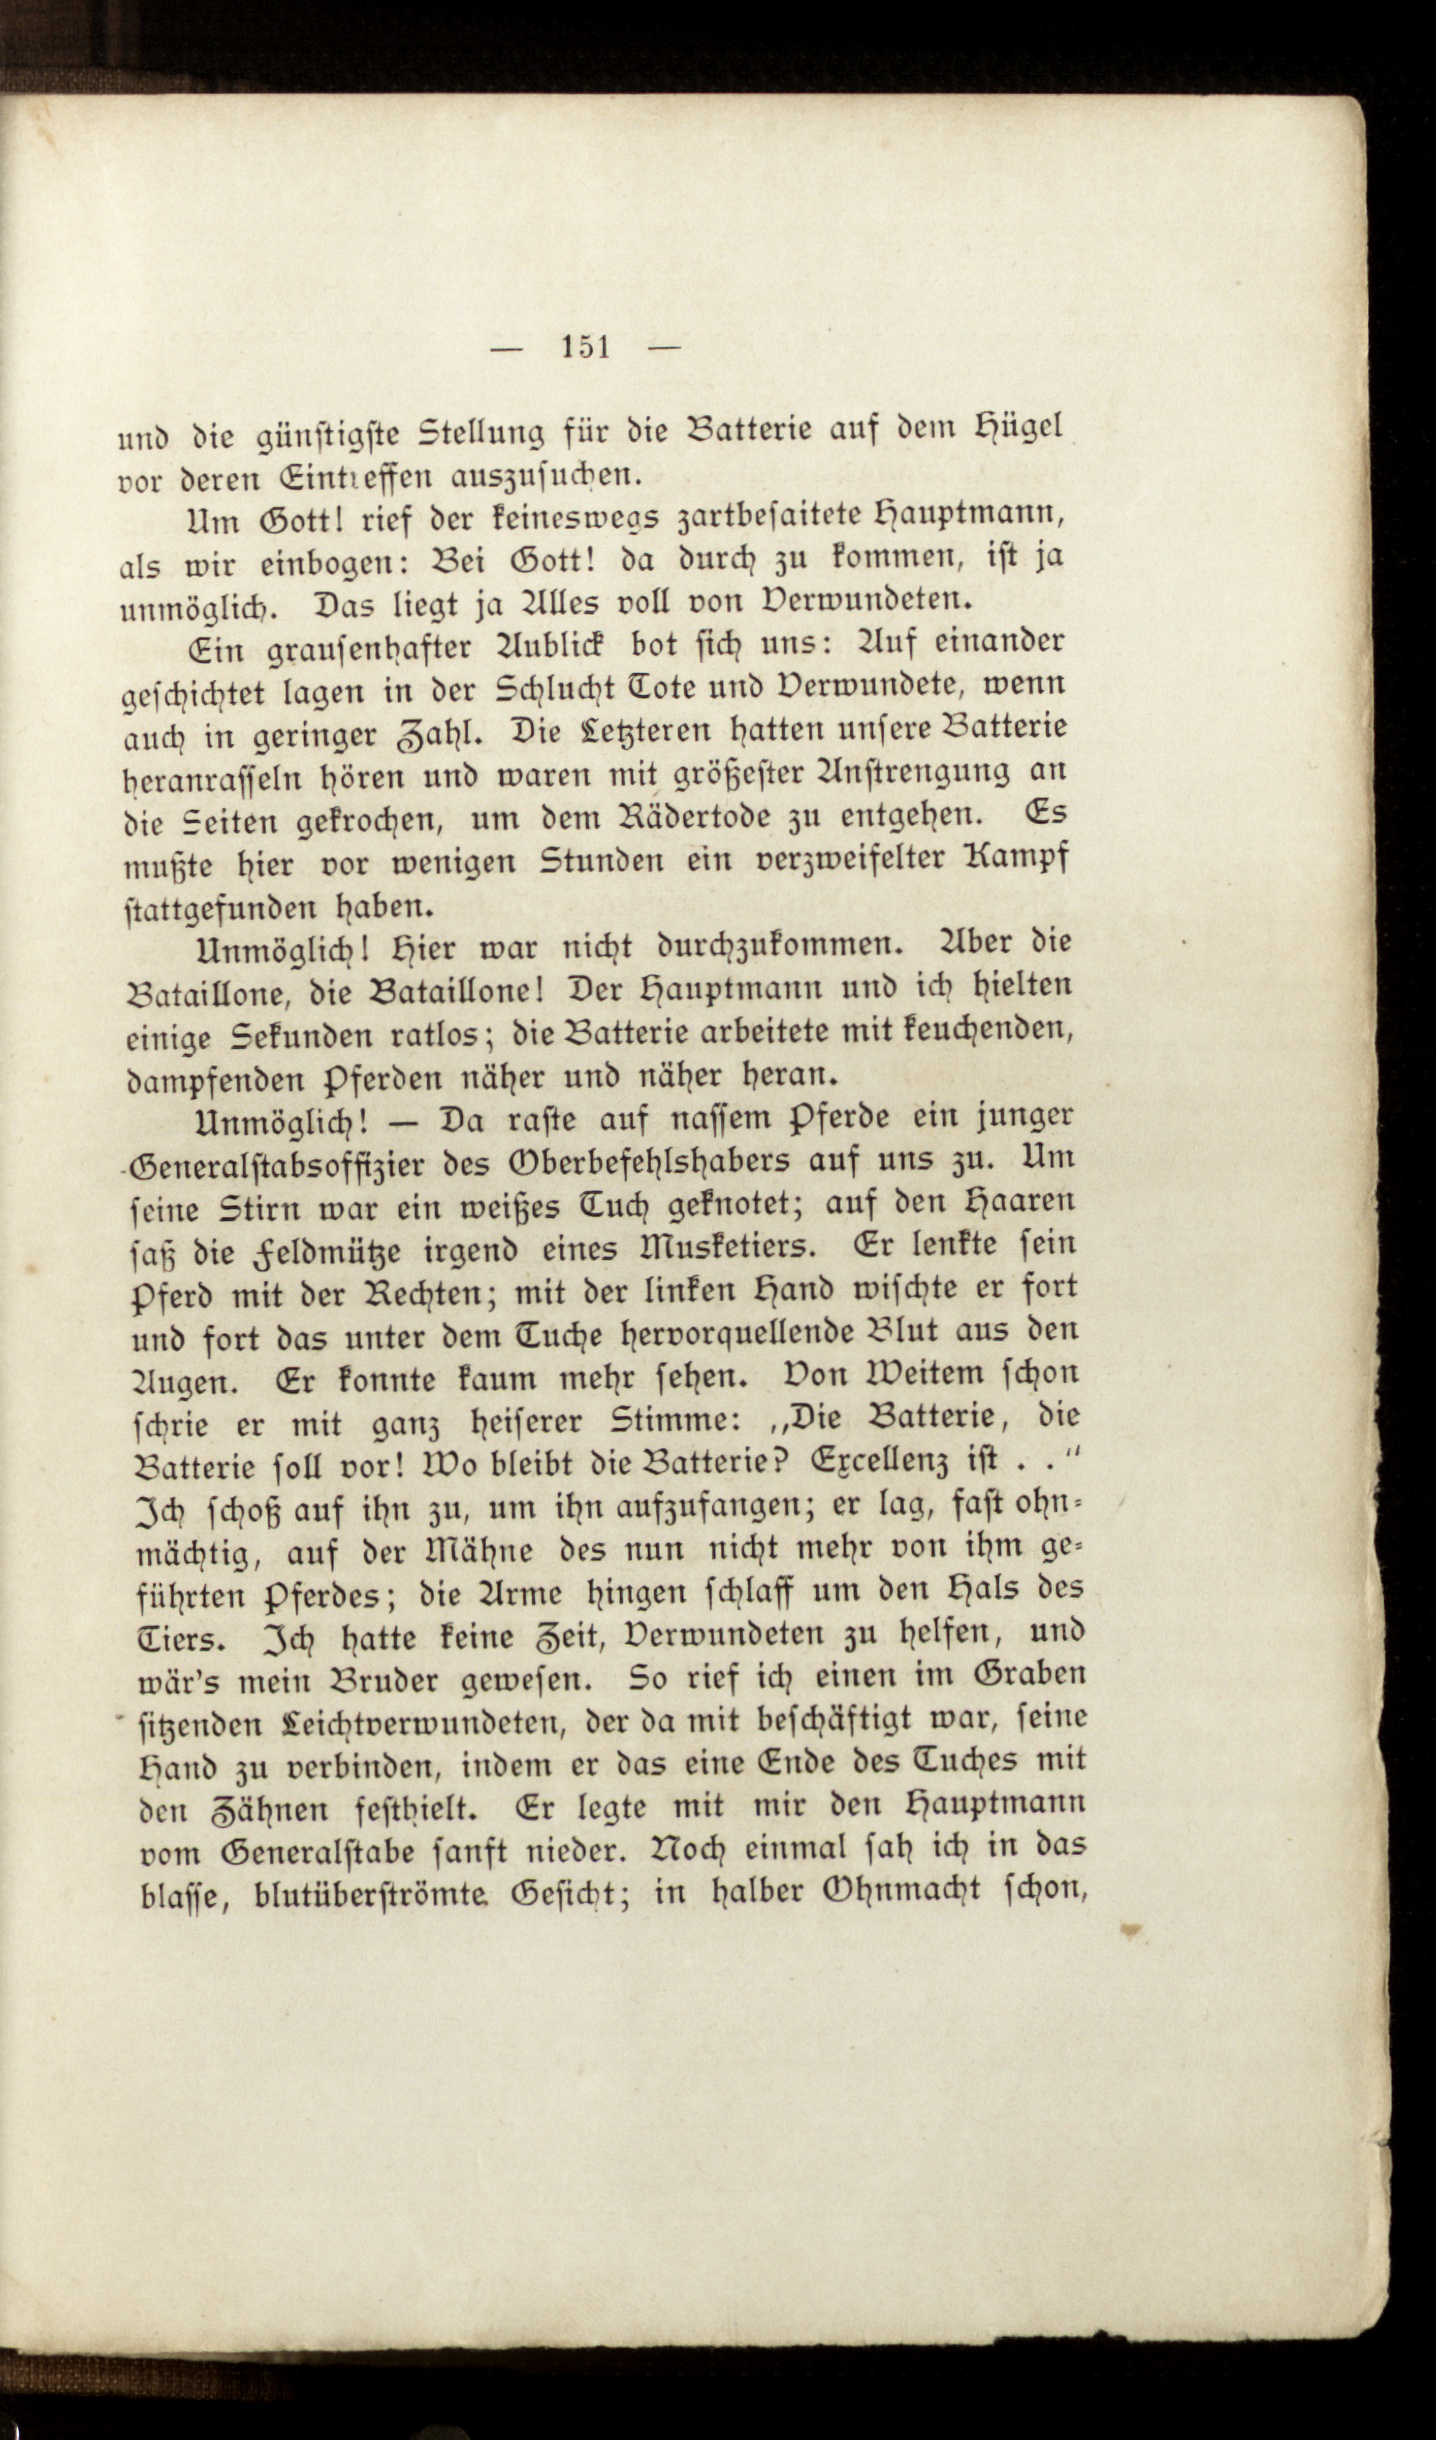 — 151 —
und die günſtigſte Stellung für die Batterie auf dem Hügel
vor deren Eintreffen auszuſuchen.
Um Gott! rief der keineswegs zartbeſaitete Hauptmann,
als wir einbogen: Bei Gott! da durch zu kommen, iſt ja
unmöglich. Das liegt ja Alles voll von Verwundeten.
Ein grauſenhafter Aublick bot ſich uns: Auf einander
geſchichtet lagen in der Schlucht Tote und Verwundete, wenn
auch in geringer Zahl. Die Letzteren hatten unſere Batterie
heranraſſeln hören und waren mit größeſter Anſtrengung an
die Seiten gekrochen, um dem Rädertode zu entgehen. Es
mußte hier vor wenigen Stunden ein verzweifelter Kampf
ſtattgefunden haben.
Unmöglich! Hier war nicht durchzukommen. Aber die
Bataillone, die Bataillone! Der Hauptmann und ich hielten
einige Sekunden ratlos; die Batterie arbeitete mit keuchenden,
dampfenden Pferden näher und näher heran.
Unmöglich! — Da raſte auf naſſem Pferde ein junger
Generalſtabsoffizier des Oberbefehlshabers auf uns zu. Um
ſeine Stirn war ein weißes Tuch geknotet; auf den Haaren
ſaß die Feldmütze irgend eines Musketiers. Er lenkte ſein
Pferd mit der Rechten; mit der linken Hand wiſchte er fort
und fort das unter dem Tuche hervorquellende Blut aus den
Augen. Er konnte kaum mehr ſehen. Von Weitem ſchon
ſchrie er mit ganz heiſerer Stimme: „Die Batterie, die
Batterie ſoll vor! Wo bleibt die Batterie? Excellenz iſt . .“
Ich ſchoß auf ihn zu, um ihn aufzufangen; er lag, faſt ohn-
mächtig, auf der Mähne des nun nicht mehr von ihm ge-
führten Pferdes; die Arme hingen ſchlaff um den Hals des
Tiers. Ich hatte keine Zeit, Verwundeten zu helfen, und
wär's mein Bruder geweſen. So rief ich einen im Graben
ſitzenden Leichtverwundeten, der da mit beſchäftigt war, ſeine
Hand zu verbinden, indem er das eine Ende des Tuches mit
den Zähnen feſthielt. Er legte mit mir den Hauptmann
vom Generalſtabe ſanft nieder. Noch einmal ſah ich in das
blaſſe, blutüberſtrömte Geſicht; in halber Ohnmacht ſchon,